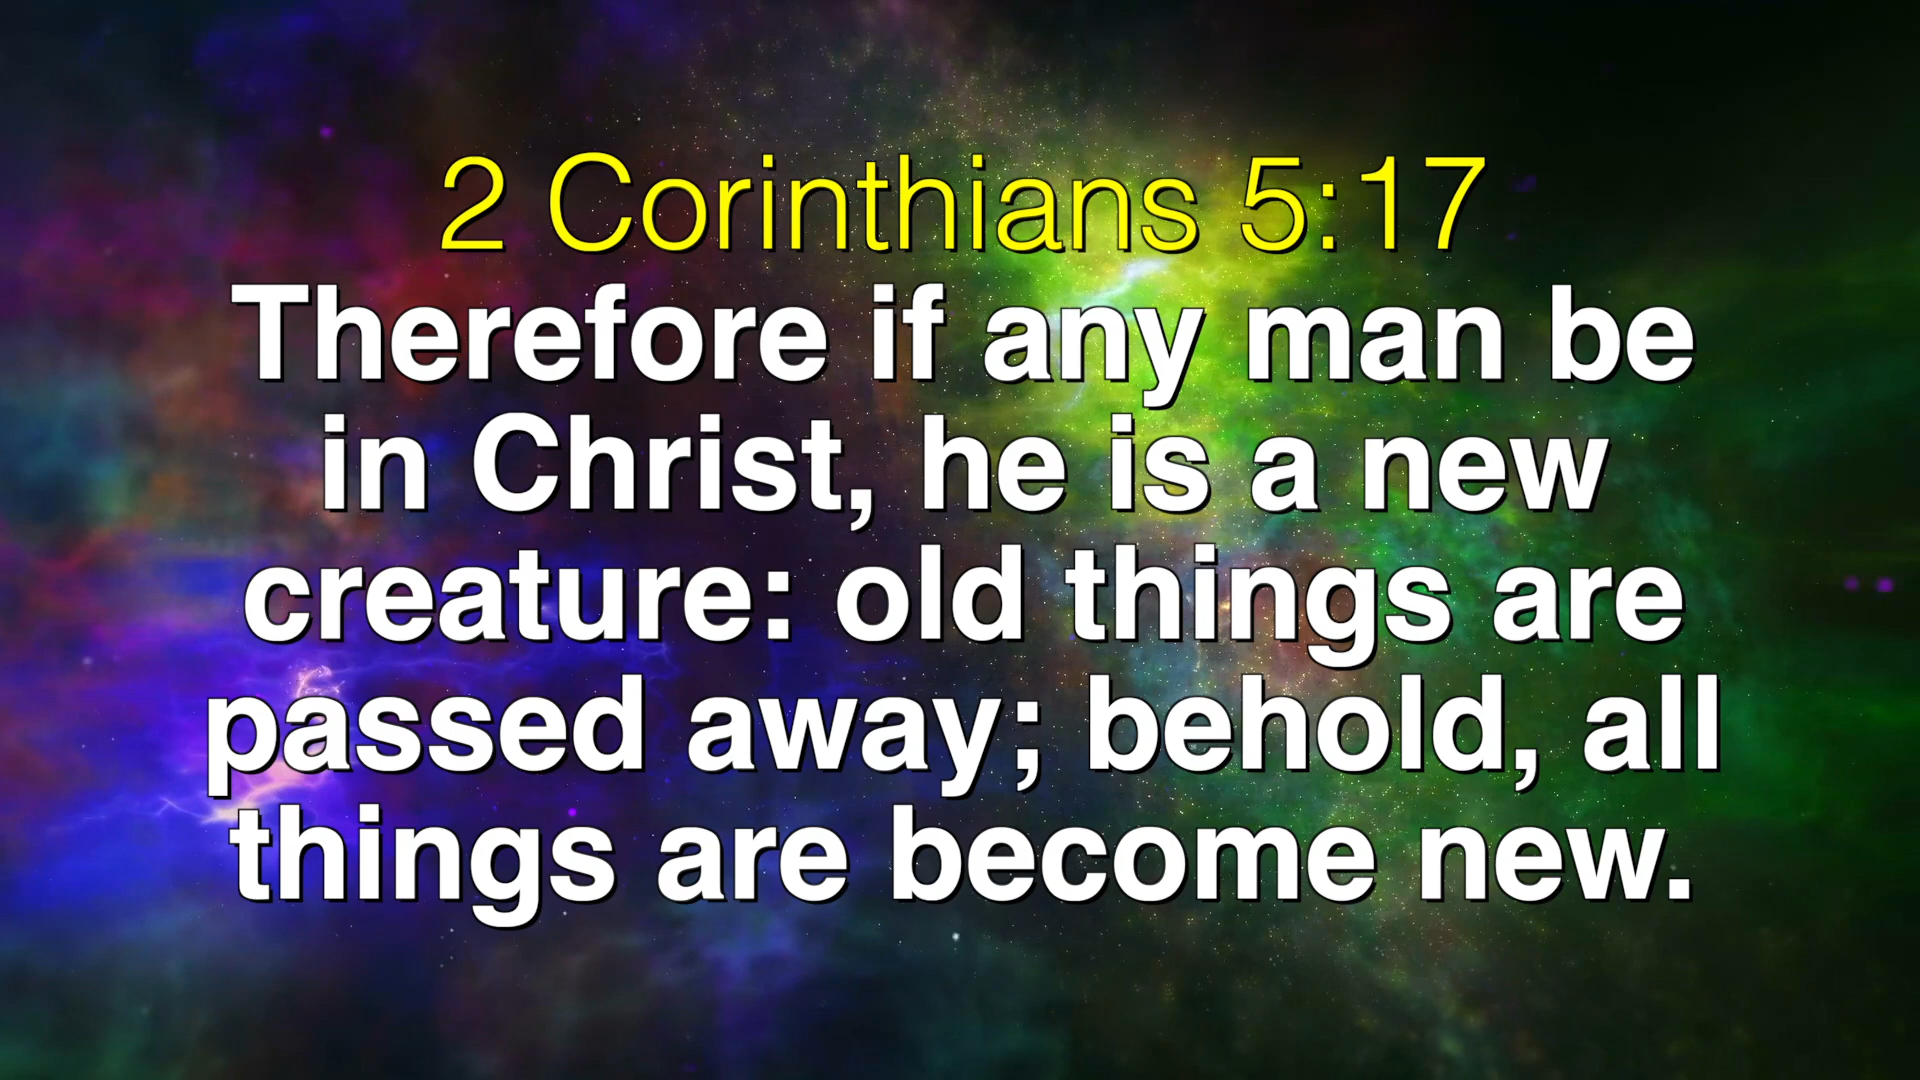 2 Corinthians 5:17
Therefore if any man be
in Christ, he is a new
creature: old things are
passed away; behold, all
things are become new.